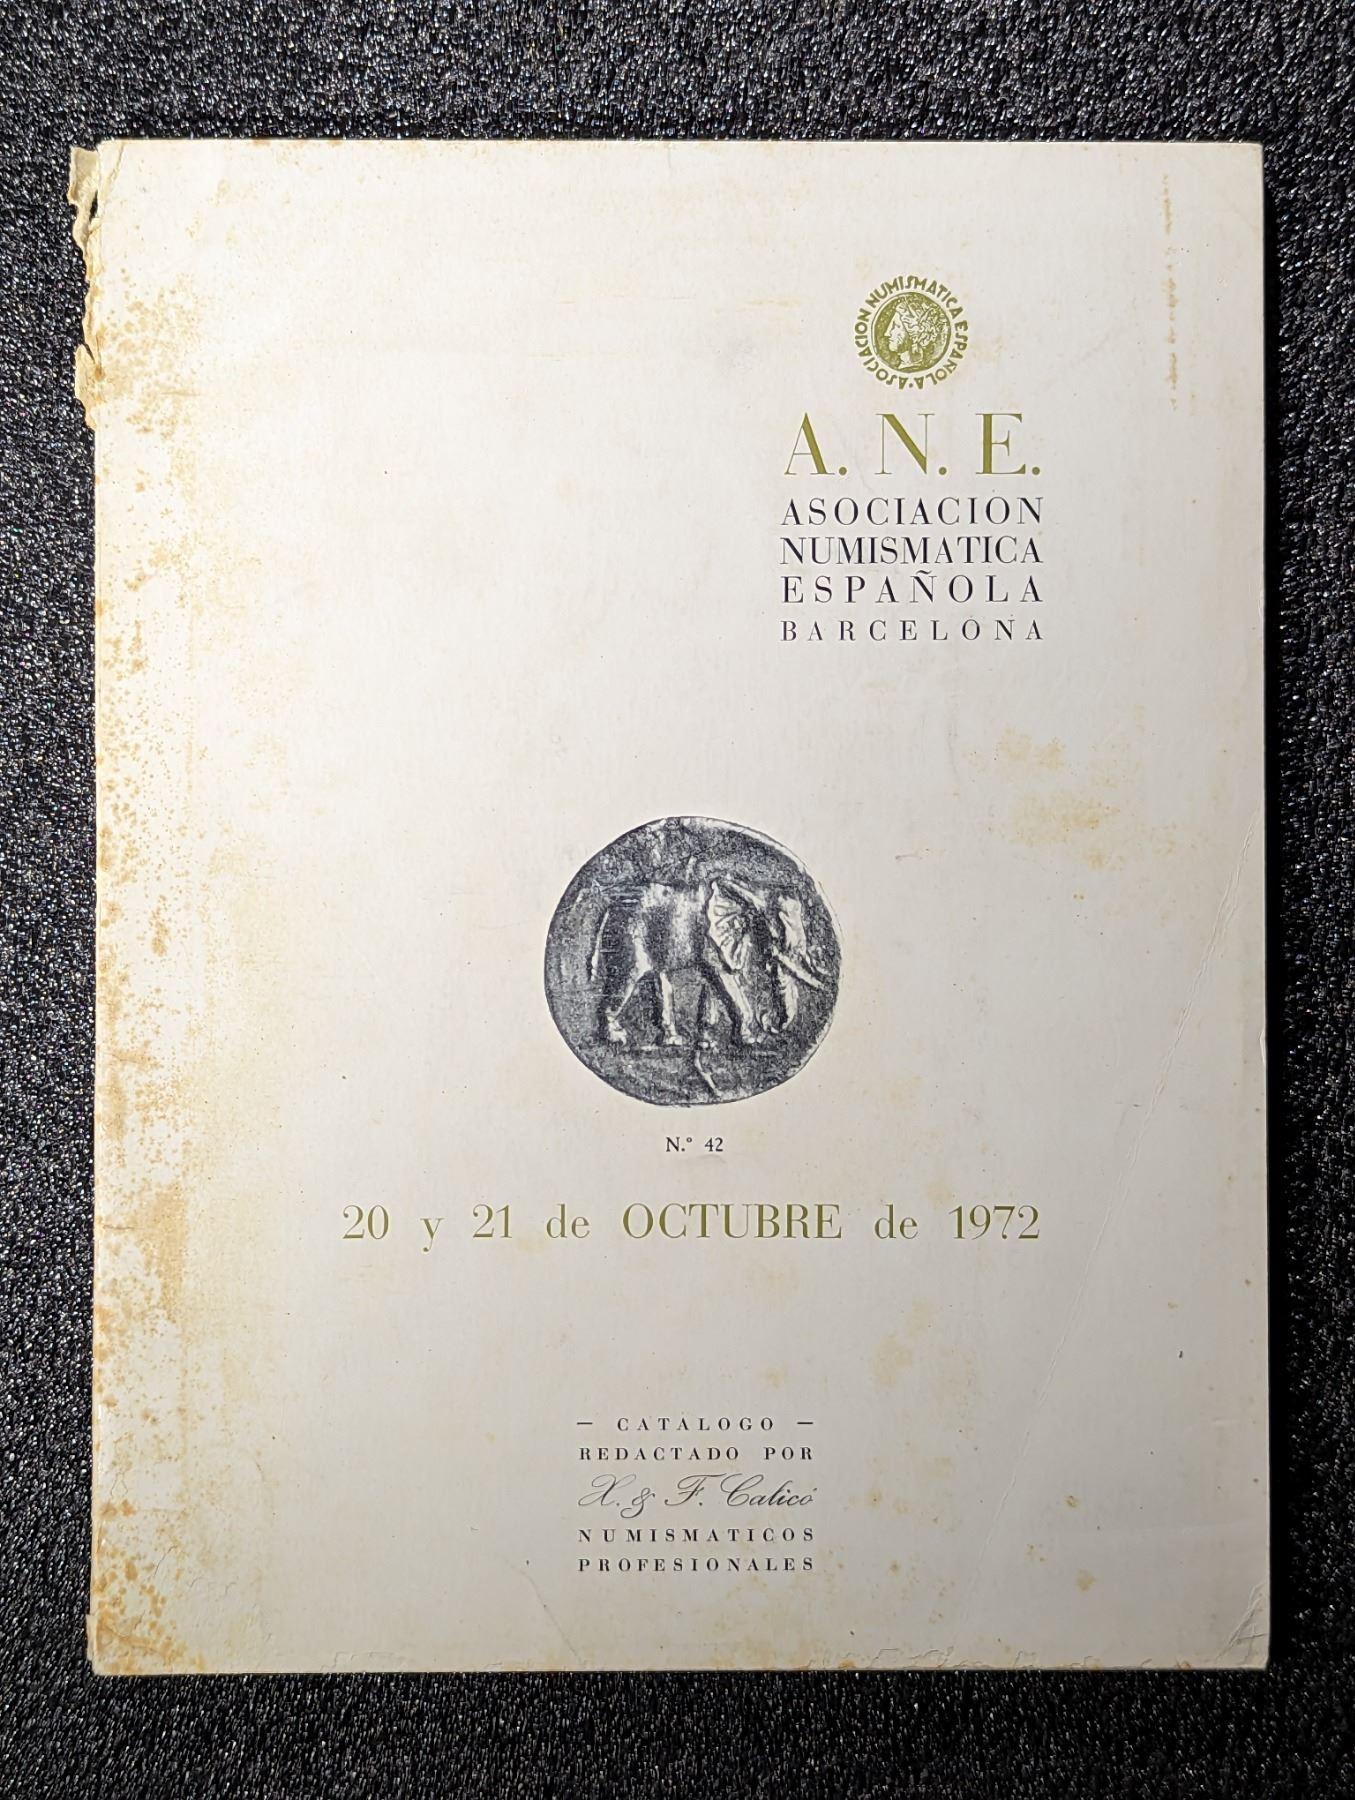 ASOCIACION NUMISMATICA ESPAÑOLA
A. N. E.
ASOCIACION
NUMISMATICA
ESPAÑOLA
BARCELONA
N.º 42
20 y 21 de OCTUBRE de 1972
— CATALOGO —
REDACTADO POR
X. & F. Calicó
NUMISMATICOS
PROFESIONALES